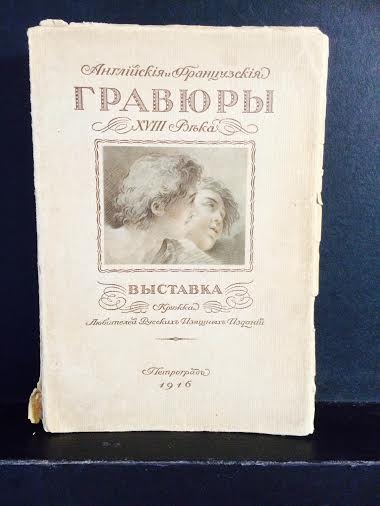 Англійскія и Французскія
ГРАВЮРЫ
XVIII Вѣка
ВЫСТАВКА
Кружка
Любителей Русскихъ Изящныхъ Изданій
Петроградъ
1916